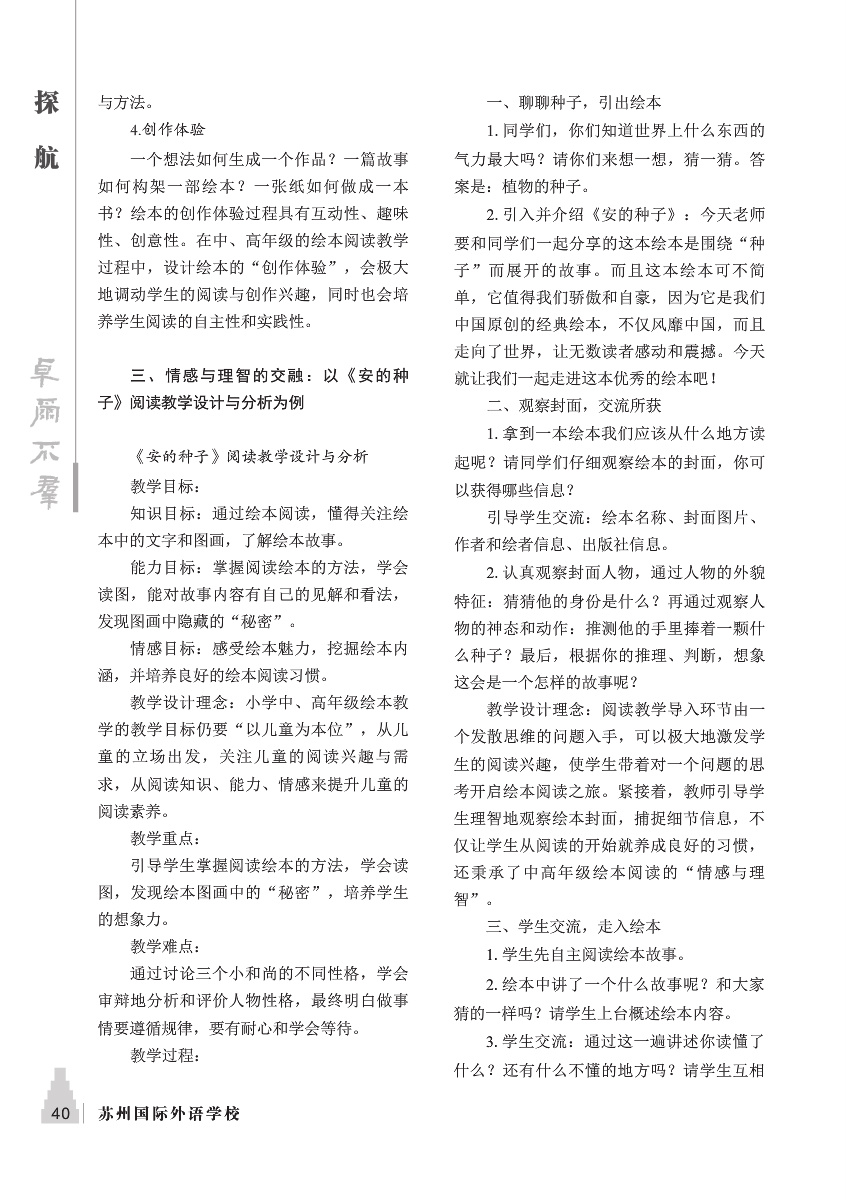 探
航
卓
尔
不
群
与方法。
4.创作体验
一个想法如何生成一个作品？一篇故事
如何构架一部绘本？一张纸如何做成一本
书？绘本的创作体验过程具有互动性、趣味
性、创意性。在中、高年级的绘本阅读教学
过程中，设计绘本的“创作体验”，会极大
地调动学生的阅读与创作兴趣，同时也会培
养学生阅读的自主性和实践性。
三、情感与理智的交融：以《安的种
子》阅读教学设计与分析为例
《安的种子》阅读教学设计与分析
教学目标：
知识目标：通过绘本阅读，懂得关注绘
本中的文字和图画，了解绘本故事。
能力目标：掌握阅读绘本的方法，学会
读图，能对故事内容有自己的见解和看法，
发现图画中隐藏的“秘密”。
情感目标：感受绘本魅力，挖掘绘本内
涵，并培养良好的绘本阅读习惯。
教学设计理念：小学中、高年级绘本教
学的教学目标仍要“以儿童为本位”，从儿
童的立场出发，关注儿童的阅读兴趣与需
求，从阅读知识、能力、情感来提升儿童的
阅读素养。
教学重点：
引导学生掌握阅读绘本的方法，学会读
图，发现绘本图画中的“秘密”，培养学生
的想象力。
教学难点：
通过讨论三个小和尚的不同性格，学会
审辩地分析和评价人物性格，最终明白做事
情要遵循规律，要有耐心和学会等待。
教学过程：
一、聊聊种子，引出绘本
1. 同学们，你们知道世界上什么东西的
气力最大吗？请你们来想一想，猜一猜。答
案是：植物的种子。
2. 引入并介绍《安的种子》：今天老师
要和同学们一起分享的这本绘本是围绕“种
子”而展开的故事。而且这本绘本可不简
单，它值得我们骄傲和自豪，因为它是我们
中国原创的经典绘本，不仅风靡中国，而且
走向了世界，让无数读者感动和震撼。今天
就让我们一起走进这本优秀的绘本吧！
二、观察封面，交流所获
1. 拿到一本绘本我们应该从什么地方读
起呢？请同学们仔细观察绘本的封面，你可
以获得哪些信息？
引导学生交流：绘本名称、封面图片、
作者和绘者信息、出版社信息。
2. 认真观察封面人物，通过人物的外貌
特征：猜猜他的身份是什么？再通过观察人
物的神态和动作：推测他的手里捧着一颗什
么种子？最后，根据你的推理、判断，想象
这会是一个怎样的故事呢？
教学设计理念：阅读教学导入环节由一
个发散思维的问题入手，可以极大地激发学
生的阅读兴趣，使学生带着对一个问题的思
考开启绘本阅读之旅。紧接着，教师引导学
生理智地观察绘本封面，捕捉细节信息，不
仅让学生从阅读的开始就养成良好的习惯，
还秉承了中高年级绘本阅读的“情感与理
智”。
三、学生交流，走入绘本
1. 学生先自主阅读绘本故事。
2. 绘本中讲了一个什么故事呢？和大家
猜的一样吗？请学生上台概述绘本内容。
3. 学生交流：通过这一遍讲述你读懂了
什么？还有什么不懂的地方吗？请学生互相
40 苏州国际外语学校